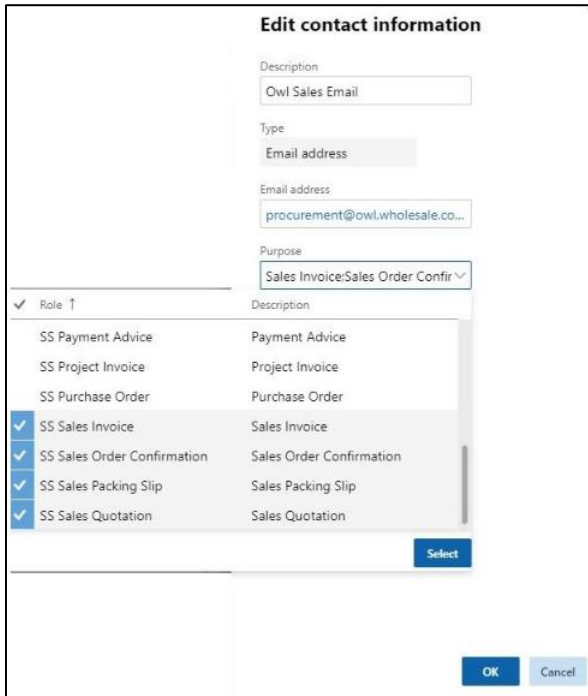 Edit contact information
Description
Owl Sales Email
Type
Email address
Email address
procurement@owl.wholesale.co...
Purpose
Sales Invoice;Sales Order Confir
Role ↑ Description
SS Payment Advice Payment Advice
SS Project Invoice Project Invoice
SS Purchase Order Purchase Order
SS Sales Invoice Sales Invoice
SS Sales Order Confirmation Sales Order Confirmation
SS Sales Packing Slip Sales Packing Slip
SS Sales Quotation Sales Quotation
Select
OK Cancel